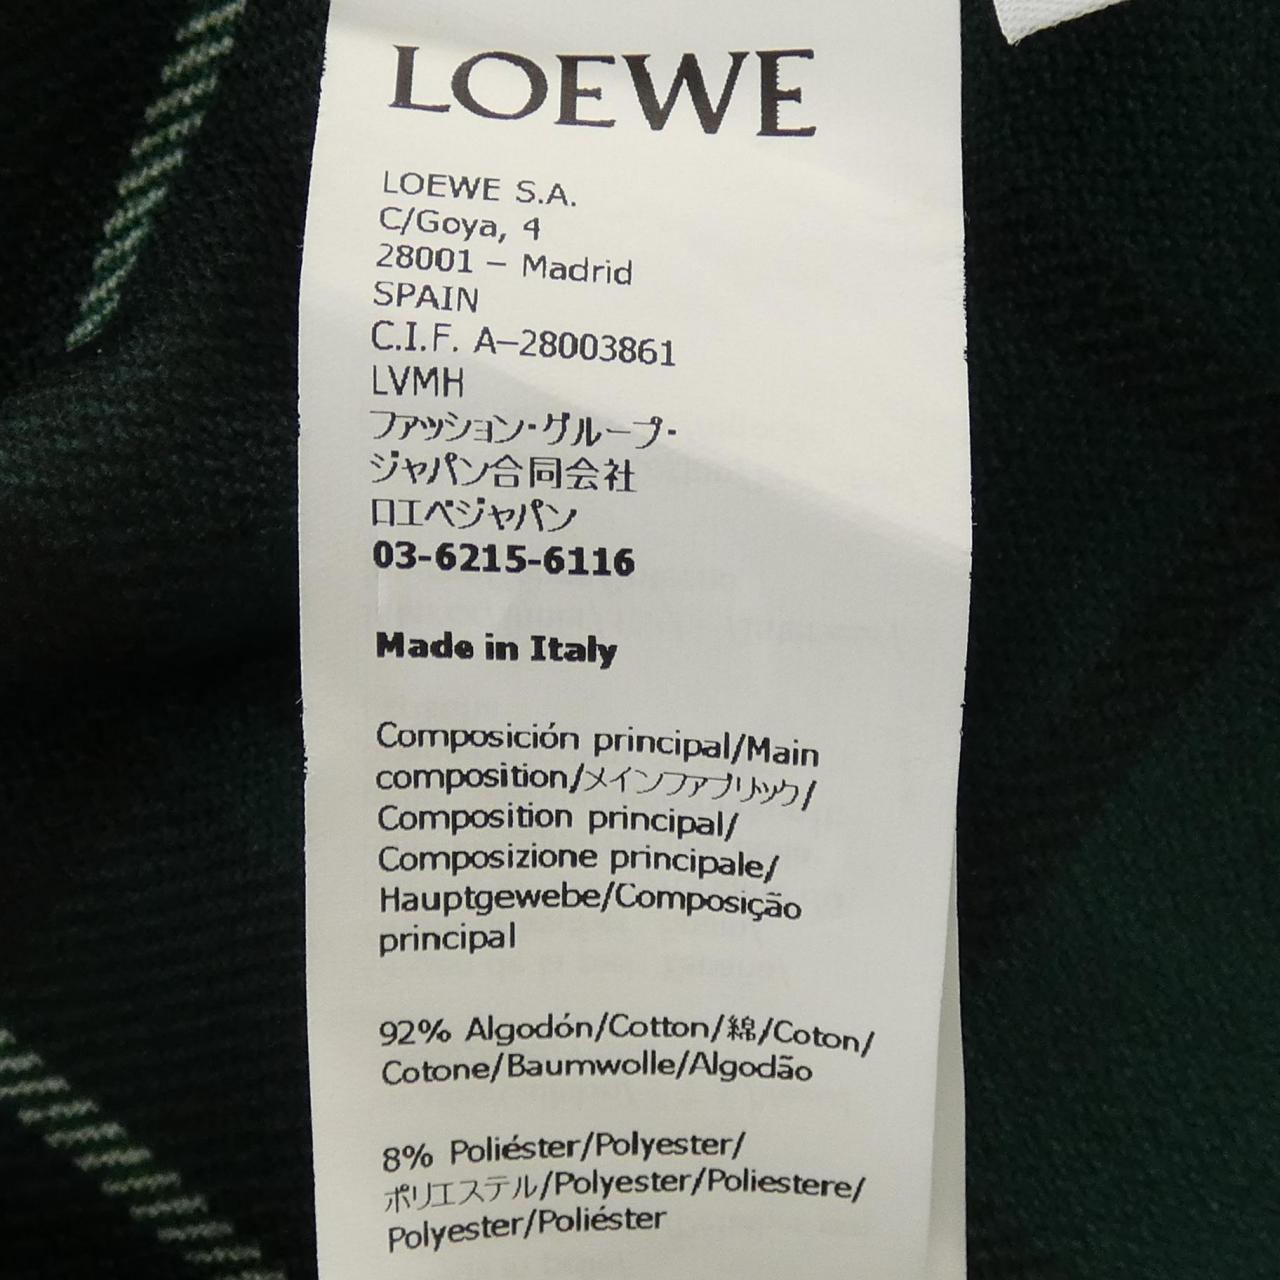 LOEWE
LOEWE S.A.
C/Goya, 4
28001 – Madrid
SPAIN
C.I.F. A–28003861
LVMH
ファッション・グループ・
ジャパン合同会社
ロエベジャパン
03-6215-6116
Made in Italy
Composición principal/Main
composition/メインファブリック/
Composition principal/
Composizione principale/
Hauptgewebe/Composição
principal
92% Algodón/Cotton/綿/Coton/
Cotone/Baumwolle/Algodão
8% Poliéster/Polyester/
ポリエステル/Polyester/Poliestere/
Polyester/Poliéster